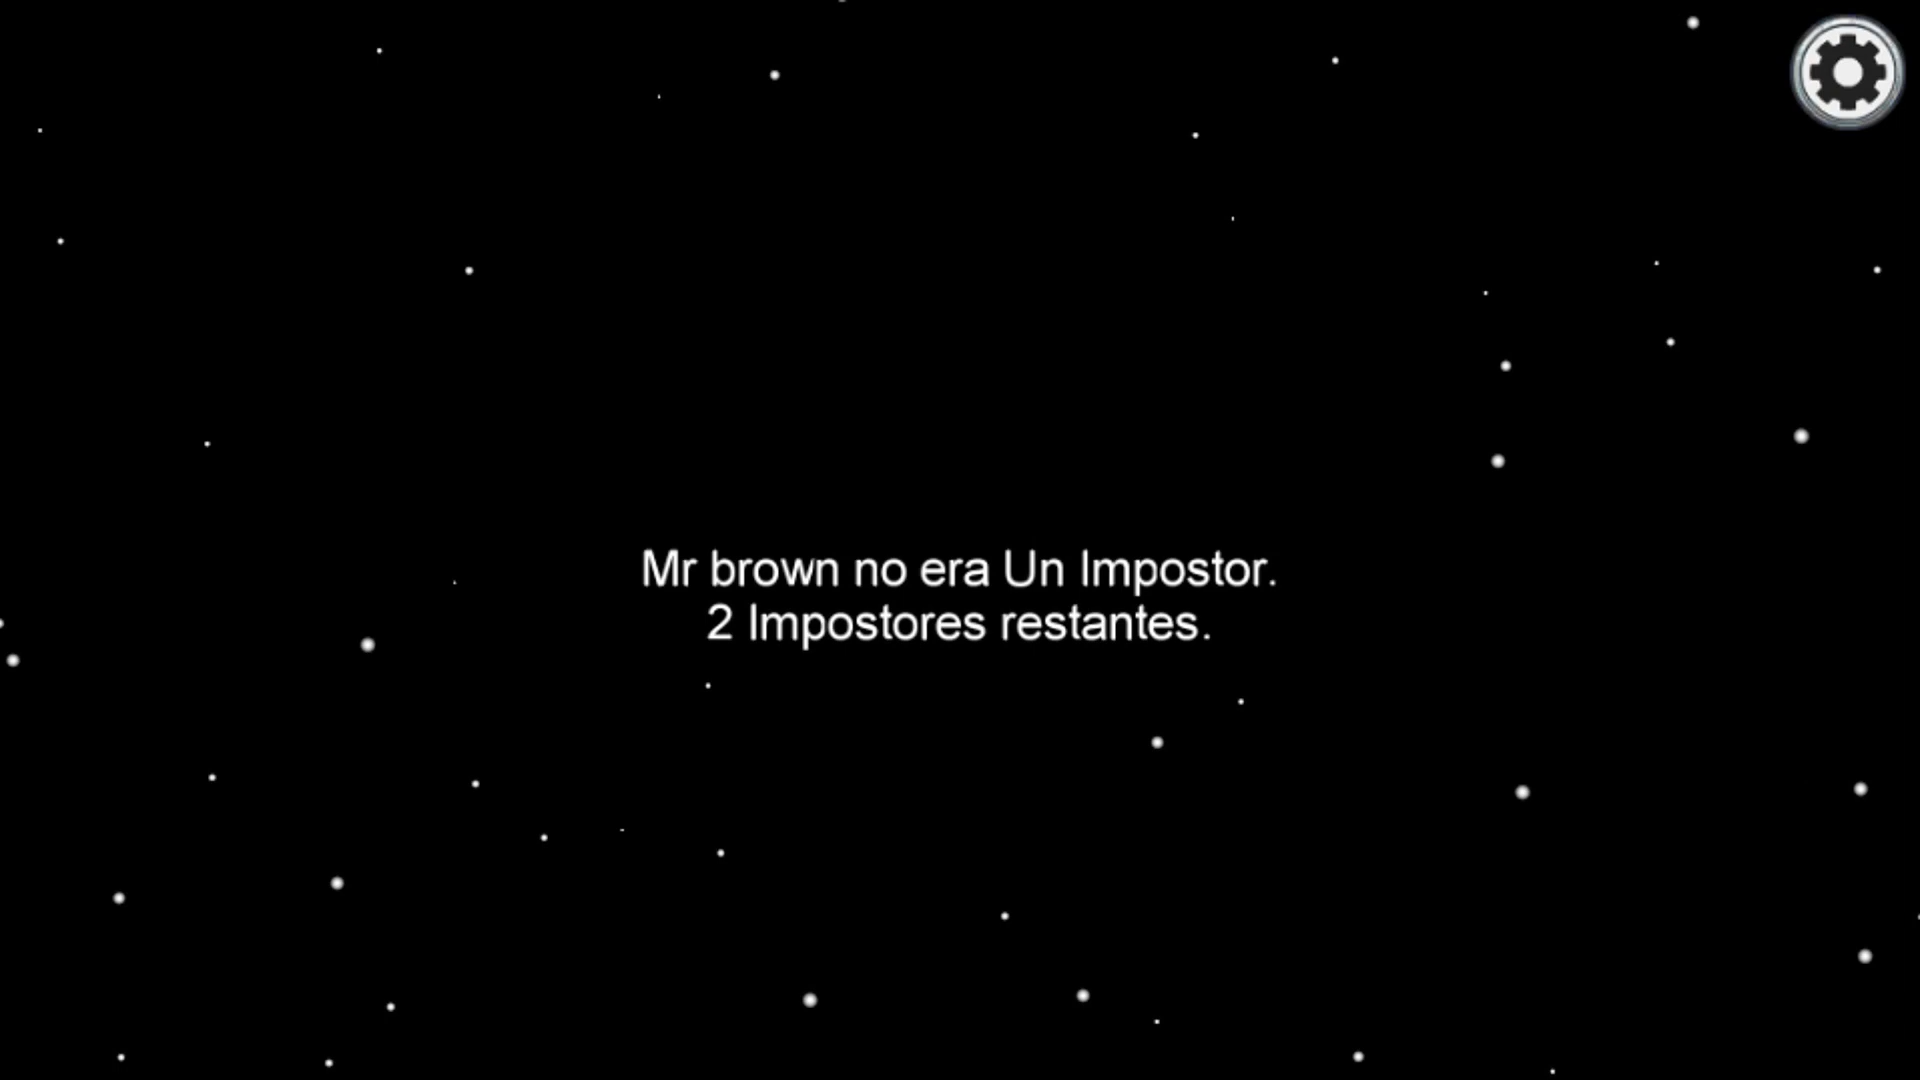 Mr brown no era Un Impostor.
2 Impostores restantes.